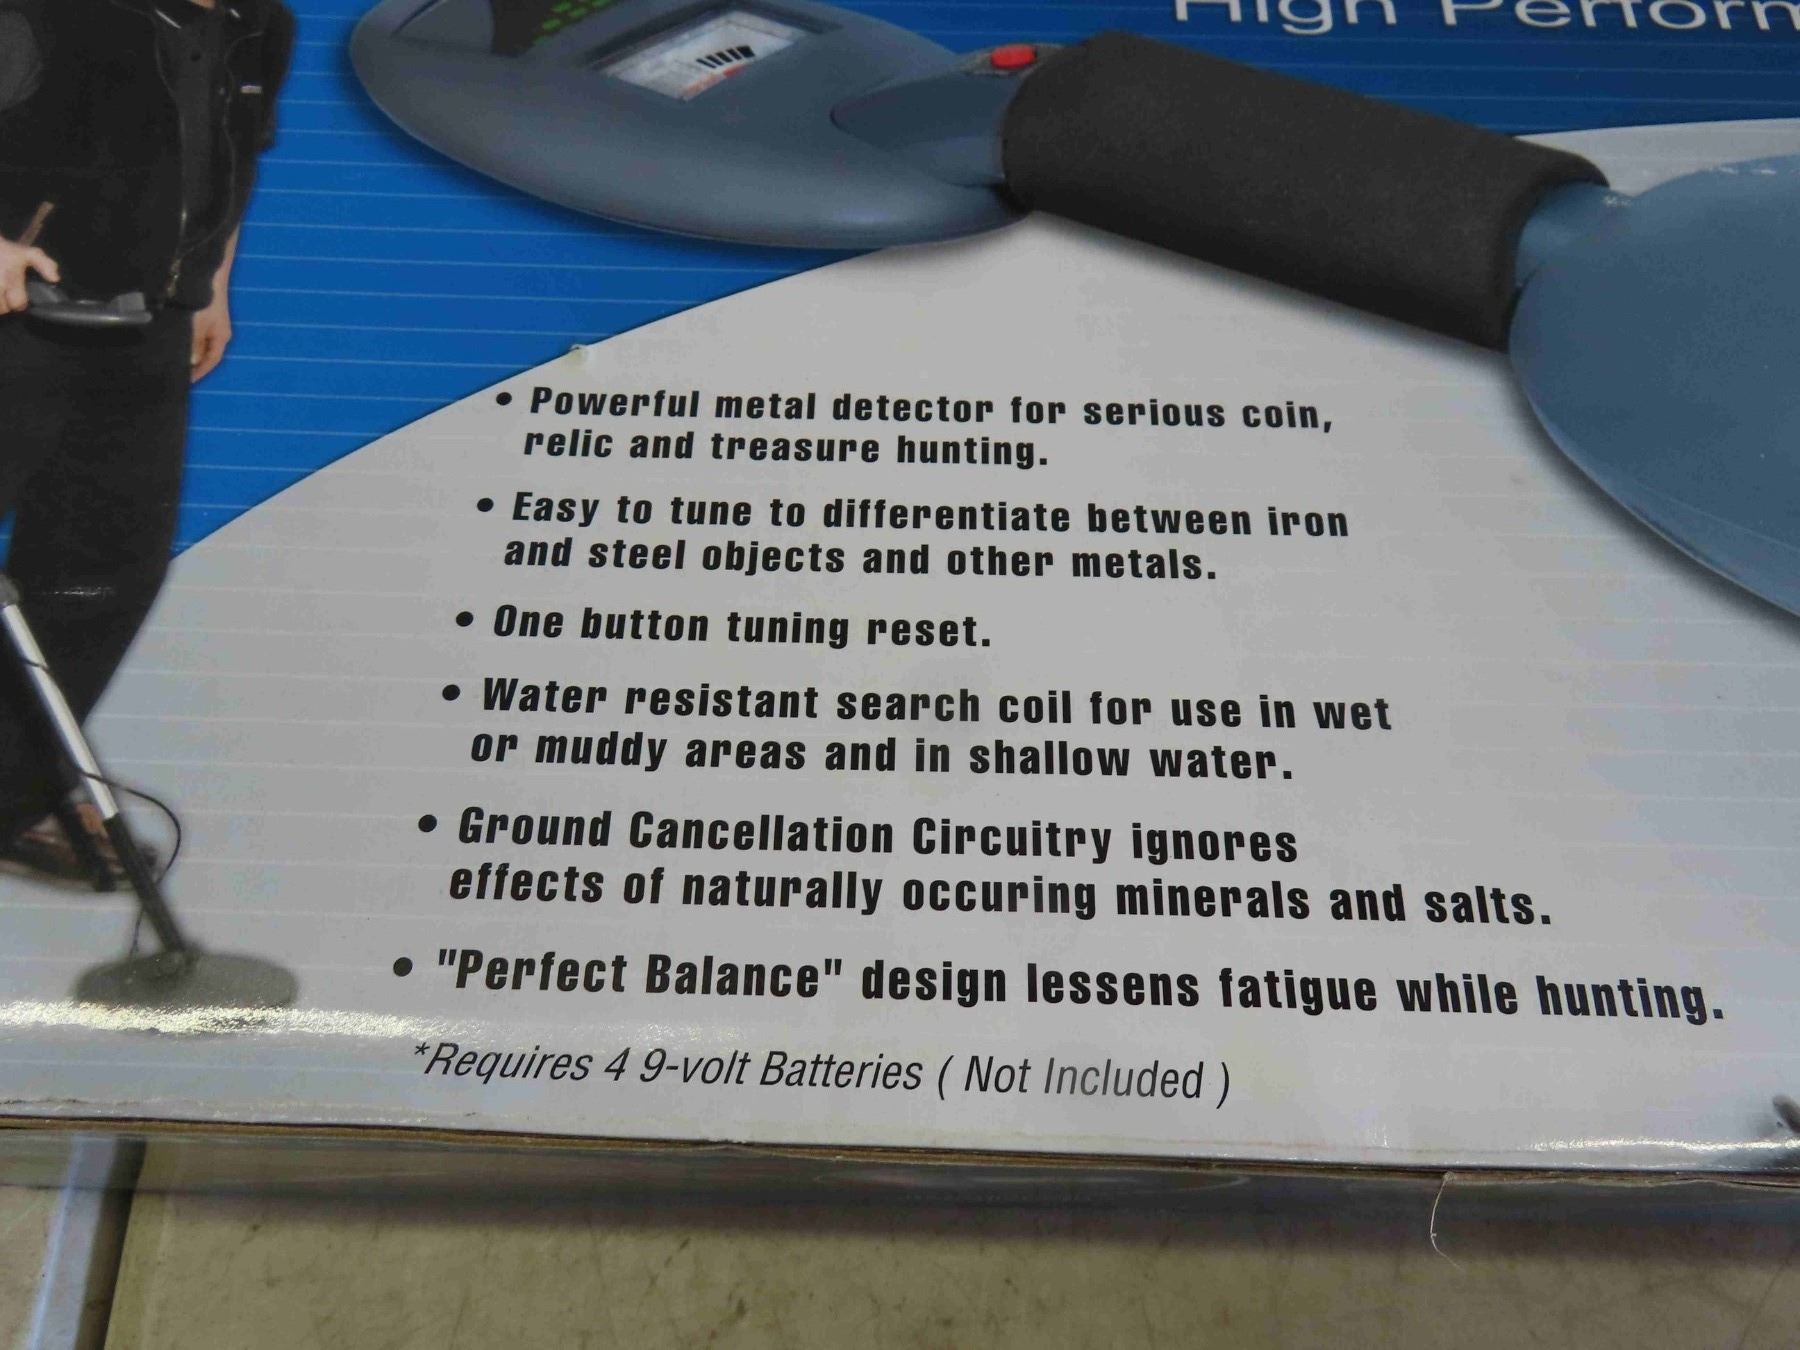 High Perform
• Powerful metal detector for serious coin,
relic and treasure hunting.
• Easy to tune to differentiate between iron
and steel objects and other metals.
• One button tuning reset.
• Water resistant search coil for use in wet
or muddy areas and in shallow water.
• Ground Cancellation Circuitry ignores
effects of naturally occuring minerals and salts.
• "Perfect Balance" design lessens fatigue while hunting.
*Requires 4 9-volt Batteries ( Not Included )